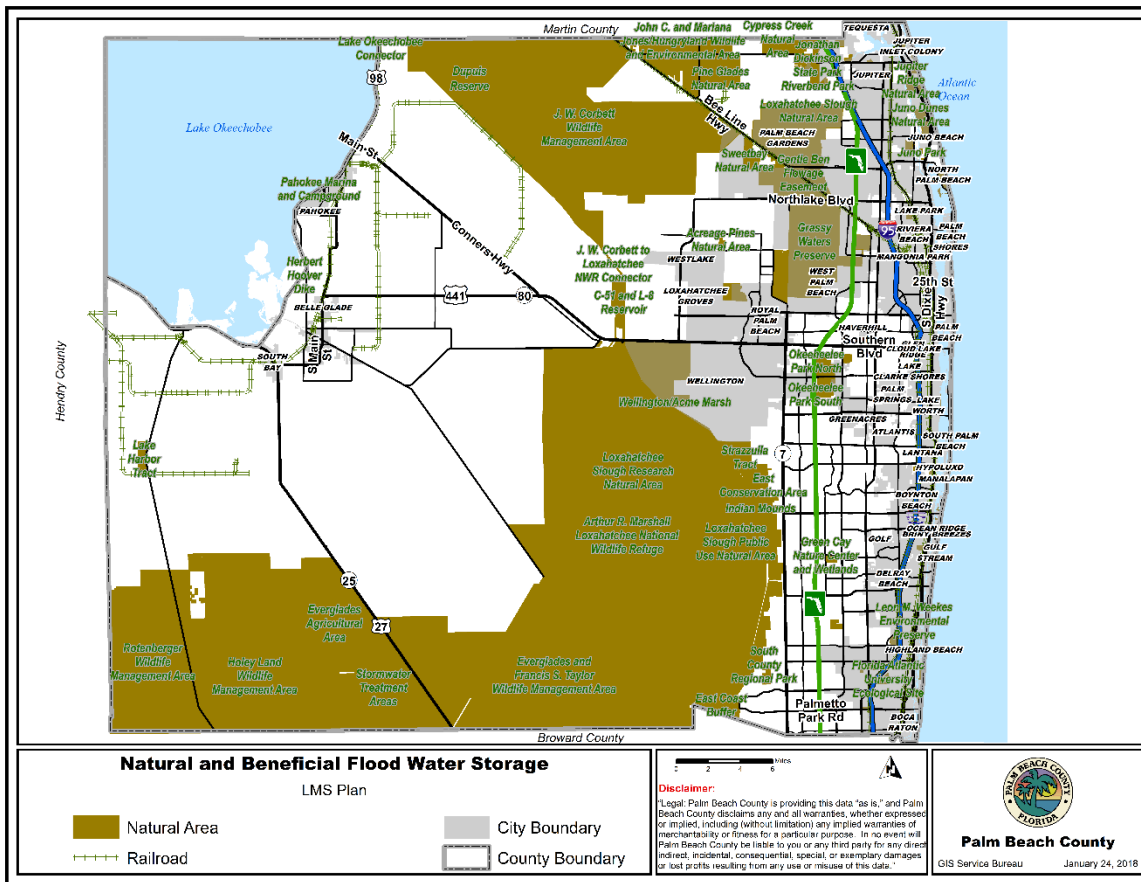 Martin County
John C. and Mariana
Jones/Hungryland Wildlife
and Environmental Area
Cypress Creek
Natural
Area
TEQUESTA
Lake Okeechobee
Connector
98
Dupuis
Reserve
Pine Glades
Natural Area
Jonathan
Dickinson
State Park
Riverbend Park
JUPITER
INLET COLONY
JUPITER
Jupiter
Ridge
Natural Area
Atlantic
Ocean
Lake Okeechobee
J. W. Corbett
Wildlife
Management Area
Bee Line
Hwy
Loxahatchee Slough
Natural Area
Juno Dunes
Natural Area
PALM BEACH
GARDENS
JUNO BEACH
Main St
Sweetbay
Natural Area
Gentle Ben
Flowage
Easement
Juno Park
NORTH
PALM BEACH
Pahokee Marina
and Campground
PAHOKEE
Northlake Blvd
LAKE PARK
95
RIVIERA
BEACH
PALM
BEACH
SHORES
Conners Hwy
Acreage Pines
Natural Area
Grassy
Waters
Preserve
MANGONIA PARK
J. W. Corbett to
Loxahatchee
NWR Connector
WESTLAKE
Herbert
Hoover
Dike
WEST
PALM
BEACH
25th St
441
80
C-51 and L-8
Reservoir
LOXAHATCHEE
GROVES
BELLE GLADE
ROYAL
PALM
BEACH
S Dixie
Hwy
HAVERHILL
PALM
BEACH
Southern
Blvd
S Main
St
SOUTH
BAY
CLOUD LAKE
GLEN
RIDGE
Hendry County
Okeeheelee
Park North
LAKE
CLARKE SHORES
WELLINGTON
Okeeheelee
Park South
PALM
SPRINGS
LAKE
WORTH
Wellington/Acme Marsh
GREENACRES
ATLANTIS
SOUTH PALM
BEACH
Lake
Harbor
Tract
Strazzulla
Tract
7
LANTANA
HYPOLUXO
Loxahatchee
Slough Research
Natural Area
East
Conservation Area
MANALAPAN
Indian Mounds
BOYNTON
BEACH
Arthur R. Marshall
Loxahatchee National
Wildlife Refuge
Loxahatchee
Slough Public
Use Natural Area
OCEAN RIDGE
BRINY BREEZES
GOLF
GULF
STREAM
Green Cay
Nature Center
and Wetlands
DELRAY
BEACH
25
Everglades
Agricultural
Area
27
Leon M. Weekes
Environmental
Preserve
Rotenberger
Wildlife
Management Area
Holey Land
Wildlife
Management Area
Stormwater
Treatment
Areas
Everglades and
Francis S. Taylor
Wildlife Management Area
South
County
Regional Park
HIGHLAND BEACH
Florida Atlantic
University
Ecological Site
East Coast
Buffer
Palmetto
Park Rd
BOCA
RATON
Broward County
Natural and Beneficial Flood Water Storage
LMS Plan
Natural Area
City Boundary
Railroad
County Boundary
Miles
0 2 4 6
Disclaimer:
"Legal: Palm Beach County is providing this data "as is," and Palm
Beach County disclaims any and all warranties, whether expressed
or implied, including (without limitation) any implied warranties of
merchantability or fitness for a particular purpose. In no event will
Palm Beach County be liable to you or any third party for any direct
indirect, incidental, consequential, special, or exemplary damages
or lost profits resulting from any use or misuse of this data."
PALM BEACH COUNTY
FLORIDA
Palm Beach County
GIS Service Bureau January 24, 2018